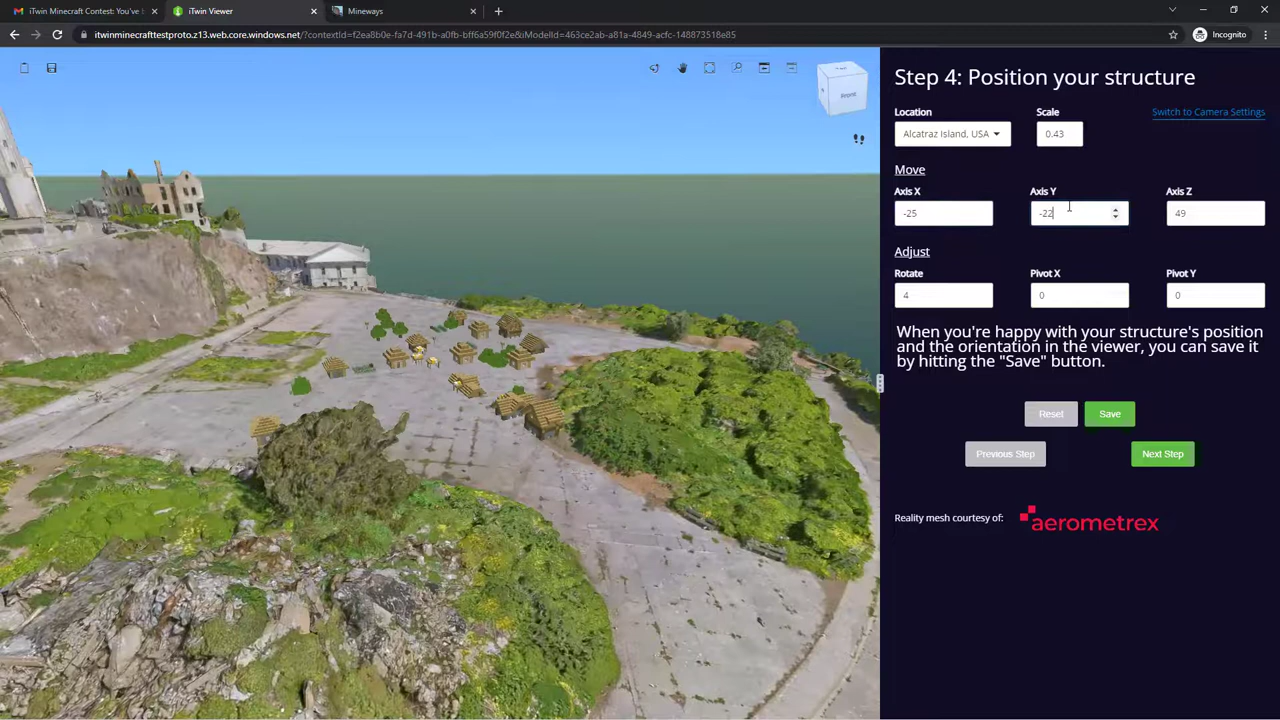 iTwin Minecraft Contest: You've b
iTwin Viewer
Mineways
itwinminecrafttestproto.z13.web.core.windows.net/?contextId=f2ea8b0e-fa7d-491b-a0fb-bff6a59f0f2e&iModelId=463ce2ab-a81a-4849-acfc-148873518e85
Incognito
Front
Step 4: Position your structure
Location
Scale
Switch to Camera Settings
Alcatraz Island, USA
0.43
Move
Axis X
Axis Y
Axis Z
-25
-22
49
Adjust
Rotate
Pivot X
Pivot Y
4
0
0
When you're happy with your structure's position
and the orientation in the viewer, you can save it
by hitting the "Save" button.
Reset
Save
Previous Step
Next Step
Reality mesh courtesy of:
aerometrex